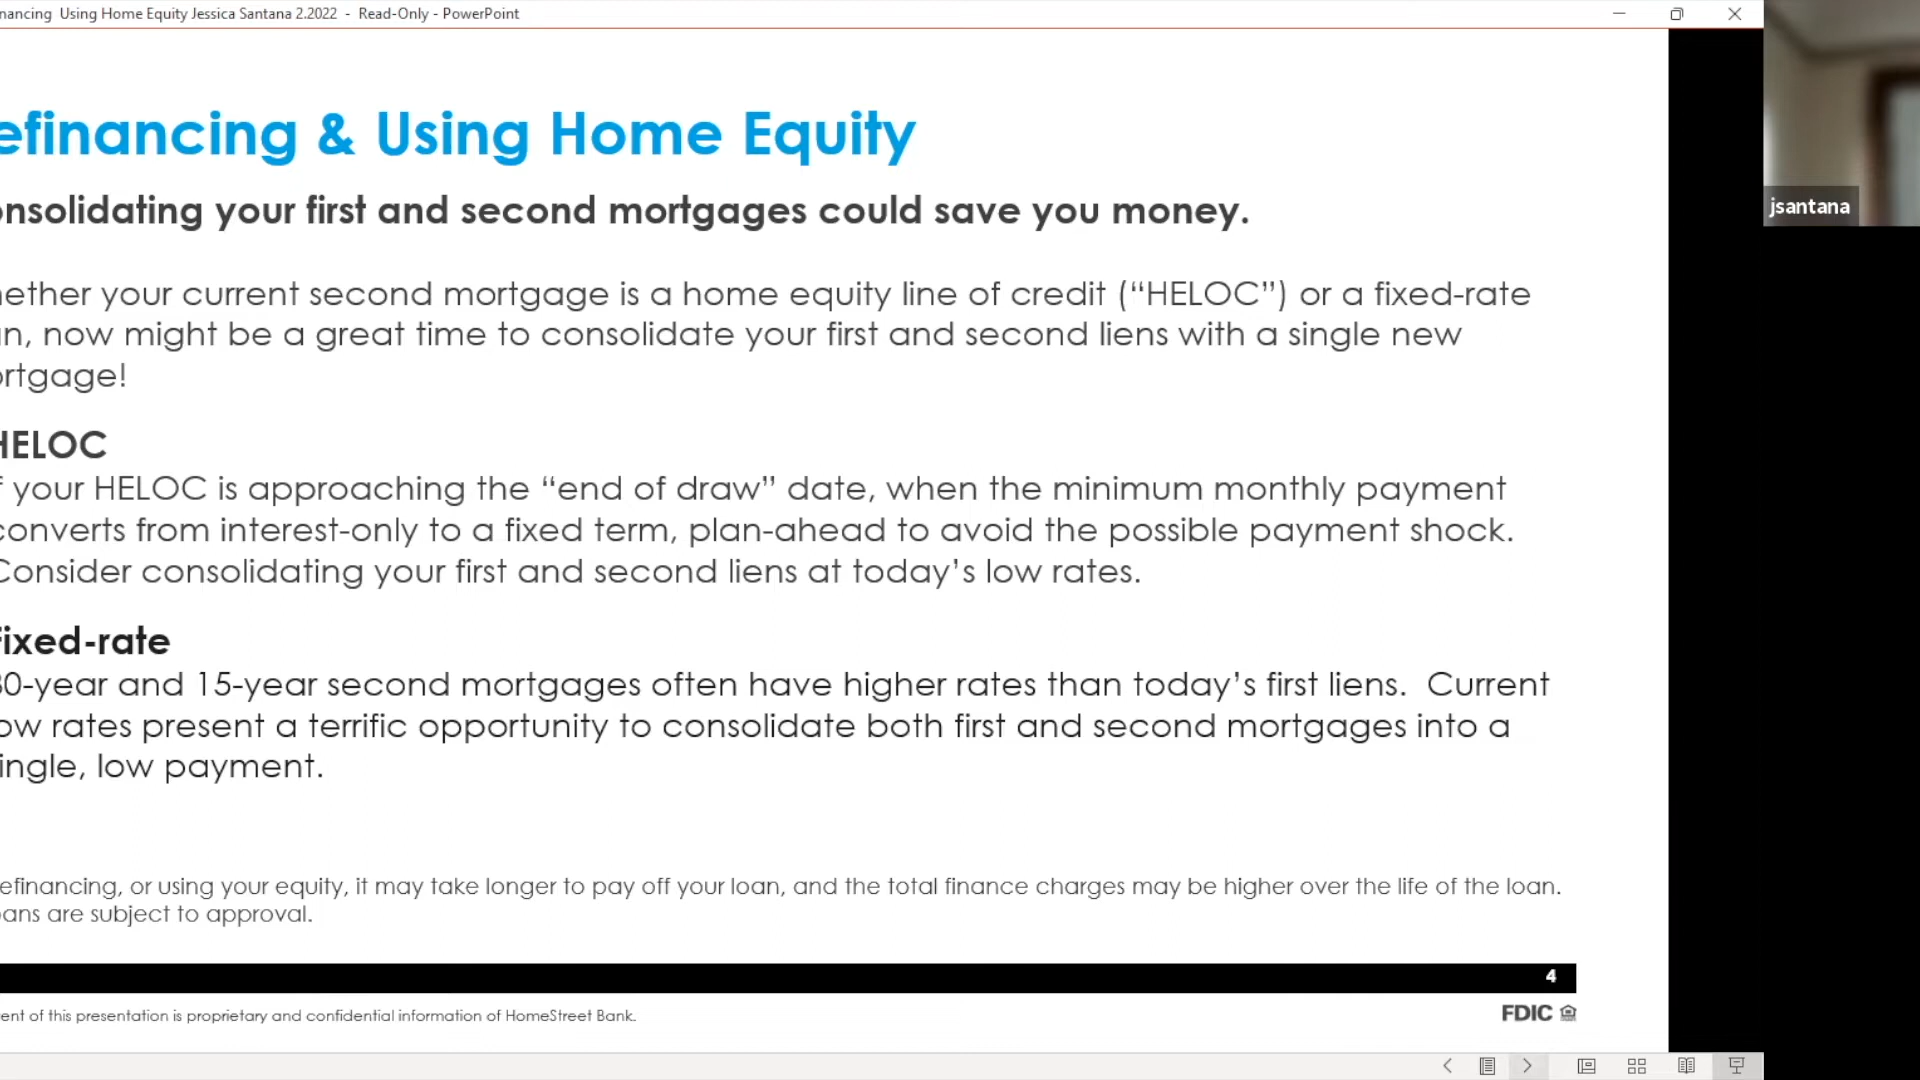 nancing Using Home Equity Jessica Santana 2.2022 - Read-Only - PowerPoint
efinancing & Using Home Equity
jsantana
onsolidating your first and second mortgages could save you money.
ether your current second mortgage is a home equity line of credit (“HELOC”) or a fixed-rate
n, now might be a great time to consolidate your first and second liens with a single new
ortgage!
HELOC
f your HELOC is approaching the “end of draw” date, when the minimum monthly payment
converts from interest-only to a fixed term, plan-ahead to avoid the possible payment shock.
Consider consolidating your first and second liens at today’s low rates.
Fixed-rate
30-year and 15-year second mortgages often have higher rates than today’s first liens. Current
ow rates present a terrific opportunity to consolidate both first and second mortgages into a
ingle, low payment.
efinancing, or using your equity, it may take longer to pay off your loan, and the total finance charges may be higher over the life of the loan.
ans are subject to approval.
4
ent of this presentation is proprietary and confidential information of HomeStreet Bank.
FDIC